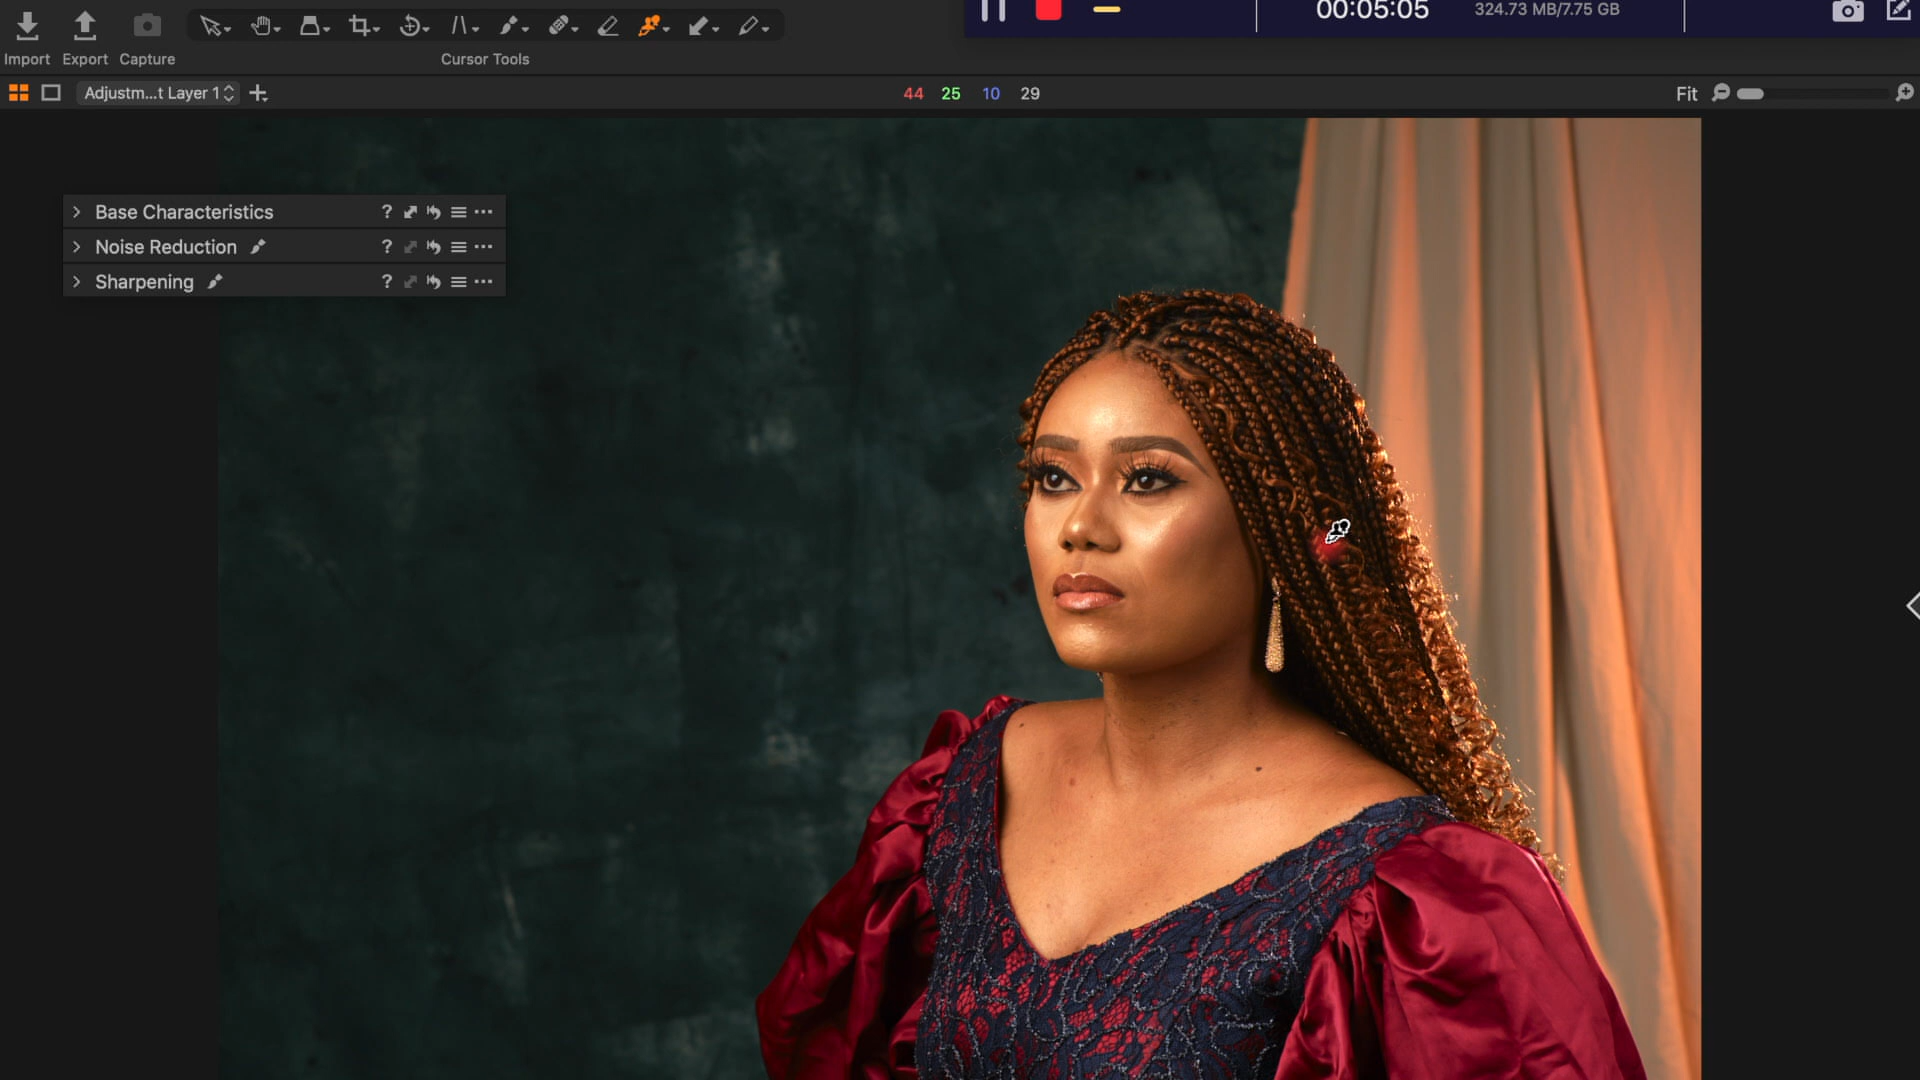 00:05:05
324.73 MB/7.75 GB
Import
Export
Capture
Cursor Tools
Adjustm...t Layer 1
44 25 10 29
Fit
Base Characteristics
?
Noise Reduction
?
Sharpening
?